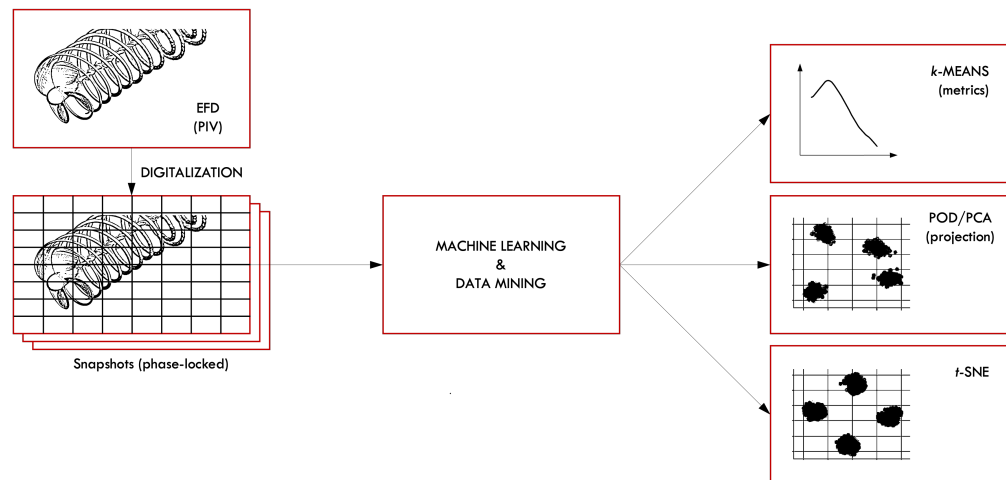 EFD
(PIV)
DIGITALIZATION
Snapshots (phase-locked)
MACHINE LEARNING
&
DATA MINING
k-MEANS
(metrics)
POD/PCA
(projection)
t-SNE